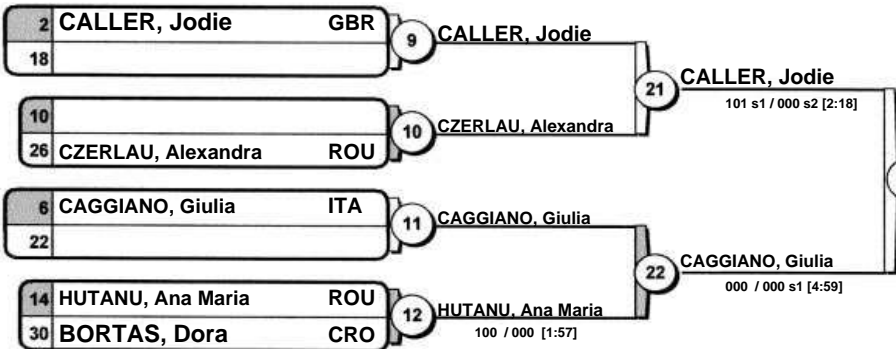 2 CALLER, Jodie GBR
18
9
CALLER, Jodie
10
26 CZERLAU, Alexandra ROU
10
CZERLAU, Alexandra
21
CALLER, Jodie
101 s1 / 000 s2 [2:18]
6 CAGGIANO, Giulia ITA
22
11
CAGGIANO, Giulia
14 HUTANU, Ana Maria ROU
30 BORTAS, Dora CRO
12
HUTANU, Ana Maria
100 / 000 [1:57]
22
CAGGIANO, Giulia
000 / 000 s1 [4:59]